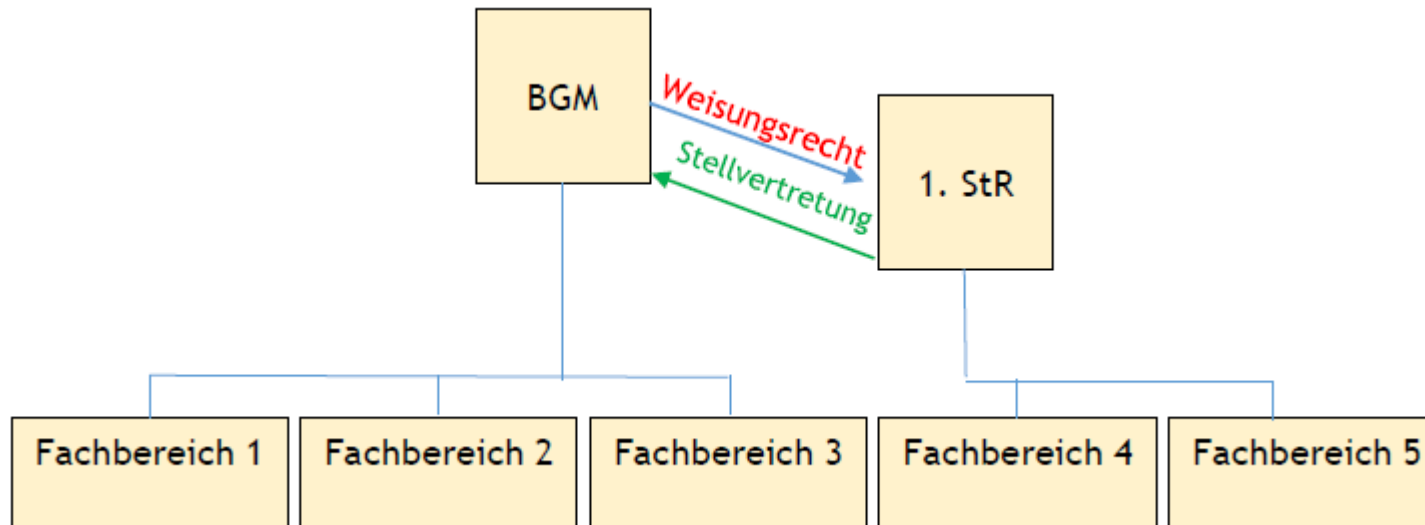 BGM
Weisungsrecht
Stellvertretung
1. StR
Fachbereich 1
Fachbereich 2
Fachbereich 3
Fachbereich 4
Fachbereich 5